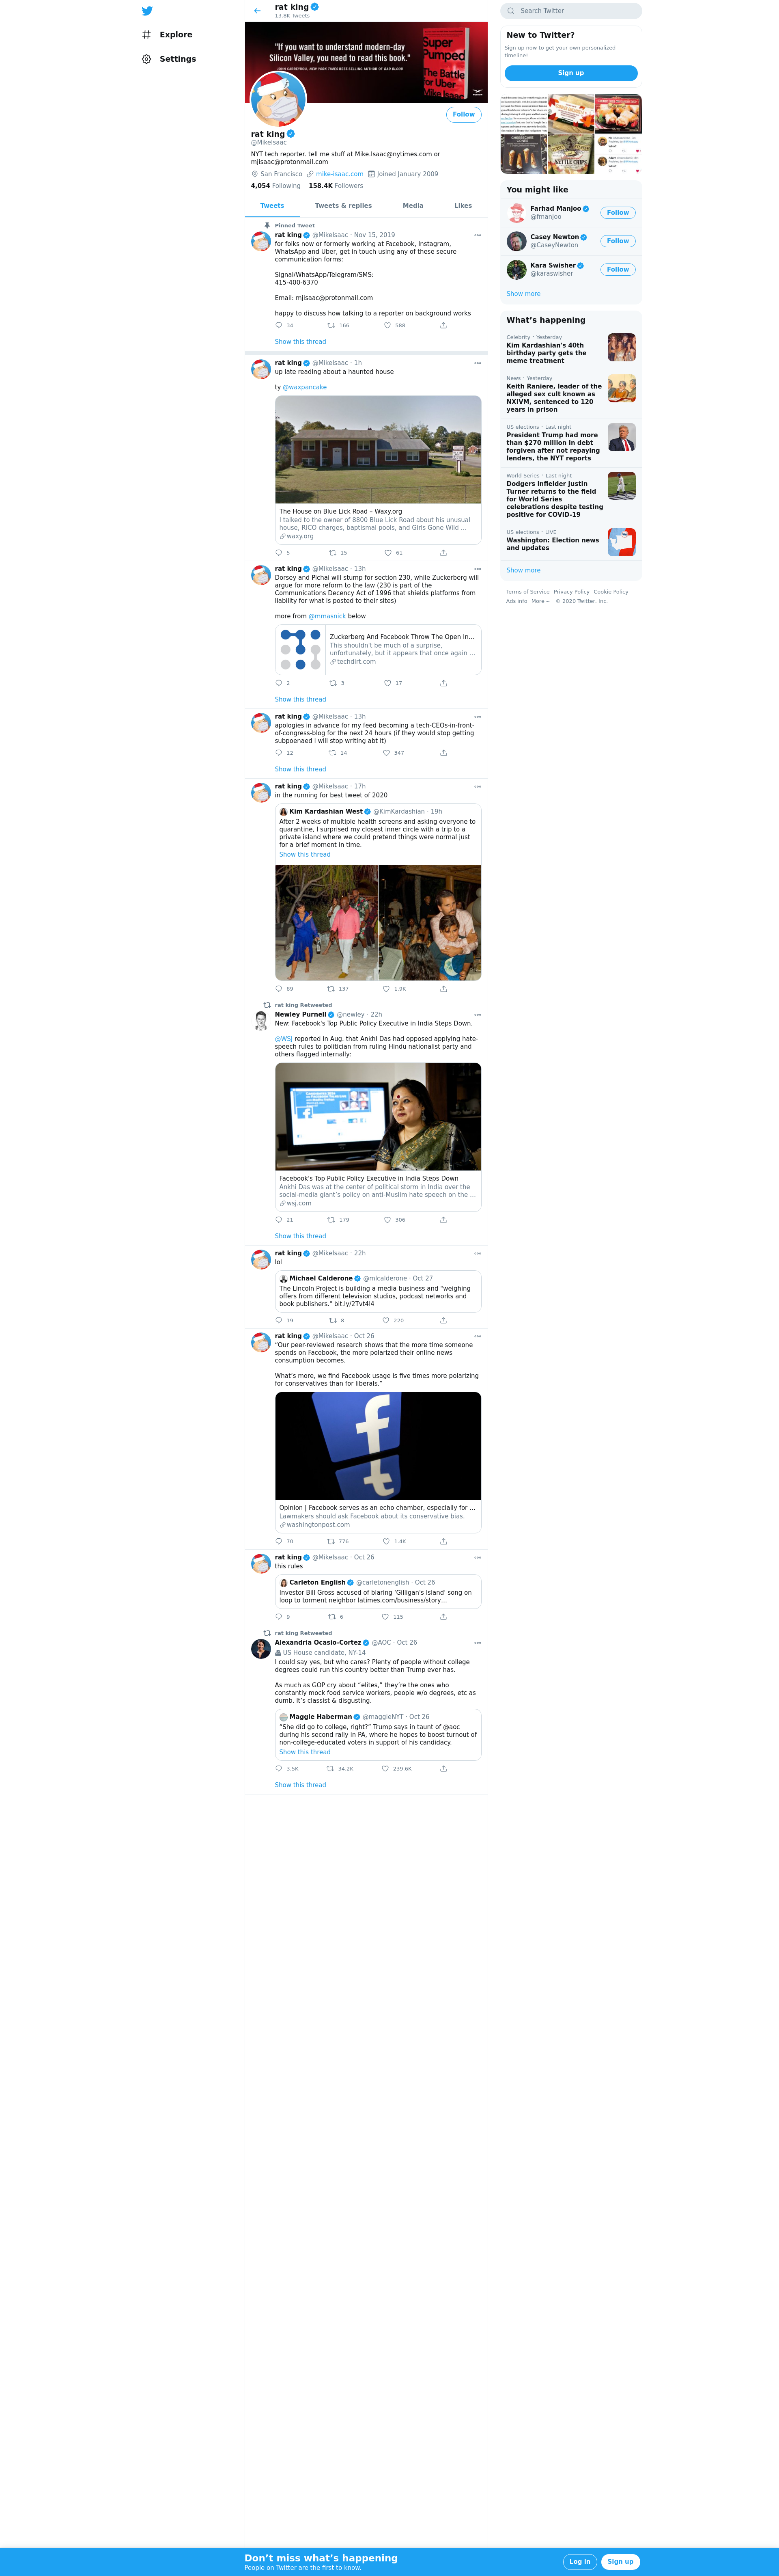 rat king
13.8K Tweets
Explore
Settings
"If you want to understand modern-day
Silicon Valley, you need to read this book."
JOHN CARREYROU, NEW YORK TIMES BEST-SELLING AUTHOR OF BAD BLOOD
Super
Pumped
The Battle
for Uber
Mike Isaac
Follow
rat king
@MikeIsaac
NYT tech reporter. tell me stuff at Mike.Isaac@nytimes.com or
mjisaac@protonmail.com
San Francisco mike-isaac.com Joined January 2009
4,054 Following 158.4K Followers
Tweets Tweets & replies Media Likes
Pinned Tweet
rat king @MikeIsaac · Nov 15, 2019
for folks now or formerly working at Facebook, Instagram,
WhatsApp and Uber, get in touch using any of these secure
communication forms:
Signal/WhatsApp/Telegram/SMS:
415-400-6370
Email: mjisaac@protonmail.com
happy to discuss how talking to a reporter on background works
34 166 588
Show this thread
rat king @MikeIsaac · 1h
up late reading about a haunted house
ty @waxpancake
The House on Blue Lick Road – Waxy.org
I talked to the owner of 8800 Blue Lick Road about his unusual
house, RICO charges, baptismal pools, and Girls Gone Wild ...
waxy.org
5 15 61
rat king @MikeIsaac · 13h
Dorsey and Pichai will stump for section 230, while Zuckerberg will
argue for more reform to the law (230 is part of the
Communications Decency Act of 1996 that shields platforms from
liability for what is posted to their sites)
more from @mmasnick below
Zuckerberg And Facebook Throw The Open In...
This shouldn't be much of a surprise,
unfortunately, but it appears that once again ...
techdirt.com
2 3 17
Show this thread
rat king @MikeIsaac · 13h
apologies in advance for my feed becoming a tech-CEOs-in-front-
of-congress-blog for the next 24 hours (if they would stop getting
subpoenaed i will stop writing abt it)
12 14 347
Show this thread
rat king @MikeIsaac · 17h
in the running for best tweet of 2020
Kim Kardashian West @KimKardashian · 19h
After 2 weeks of multiple health screens and asking everyone to
quarantine, I surprised my closest inner circle with a trip to a
private island where we could pretend things were normal just
for a brief moment in time.
Show this thread
89 137 1.9K
rat king Retweeted
Newley Purnell @newley · 22h
New: Facebook's Top Public Policy Executive in India Steps Down.
@WSJ reported in Aug. that Ankhi Das had opposed applying hate-
speech rules to politician from ruling Hindu nationalist party and
others flagged internally:
Facebook's Top Public Policy Executive in India Steps Down
Ankhi Das was at the center of political storm in India over the
social-media giant's policy on anti-Muslim hate speech on the ...
wsj.com
21 179 306
Show this thread
rat king @MikeIsaac · 22h
lol
Michael Calderone @mlcalderone · Oct 27
The Lincoln Project is building a media business and "weighing
offers from different television studios, podcast networks and
book publishers." bit.ly/2Tvt4I4
19 8 220
rat king @MikeIsaac · Oct 26
"Our peer-reviewed research shows that the more time someone
spends on Facebook, the more polarized their online news
consumption becomes.
What's more, we find Facebook usage is five times more polarizing
for conservatives than for liberals."
Opinion | Facebook serves as an echo chamber, especially for ...
Lawmakers should ask Facebook about its conservative bias.
washingtonpost.com
70 776 1.4K
rat king @MikeIsaac · Oct 26
this rules
Carleton English @carletonenglish · Oct 26
Investor Bill Gross accused of blaring 'Gilligan's Island' song on
loop to torment neighbor latimes.com/business/story...
9 6 115
rat king Retweeted
Alexandria Ocasio-Cortez @AOC · Oct 26
US House candidate, NY-14
I could say yes, but who cares? Plenty of people without college
degrees could run this country better than Trump ever has.
As much as GOP cry about "elites," they're the ones who
constantly mock food service workers, people w/o degrees, etc as
dumb. It's classist & disgusting.
Maggie Haberman @maggieNYT · Oct 26
"She did go to college, right?" Trump says in taunt of @aoc
during his second rally in PA, where he hopes to boost turnout of
non-college-educated voters in support of his candidacy.
Show this thread
3.5K 34.2K 239.6K
Show this thread
Search Twitter
New to Twitter?
Sign up now to get your own personalized
timeline!
Sign up
KETTLE CHIPS
You might like
Farhad Manjoo
@fmanjoo
Follow
Casey Newton
@CaseyNewton
Follow
Kara Swisher
@karaswisher
Follow
Show more
What's happening
Celebrity · Yesterday
Kim Kardashian's 40th
birthday party gets the
meme treatment
News · Yesterday
Keith Raniere, leader of the
alleged sex cult known as
NXIVM, sentenced to 120
years in prison
US elections · Last night
President Trump had more
than $270 million in debt
forgiven after not repaying
lenders, the NYT reports
World Series · Last night
Dodgers infielder Justin
Turner returns to the field
for World Series
celebrations despite testing
positive for COVID-19
US elections · LIVE
Washington: Election news
and updates
Show more
Terms of Service Privacy Policy Cookie Policy
Ads info More ··· © 2020 Twitter, Inc.
Don't miss what's happening
People on Twitter are the first to know.
Log in
Sign up